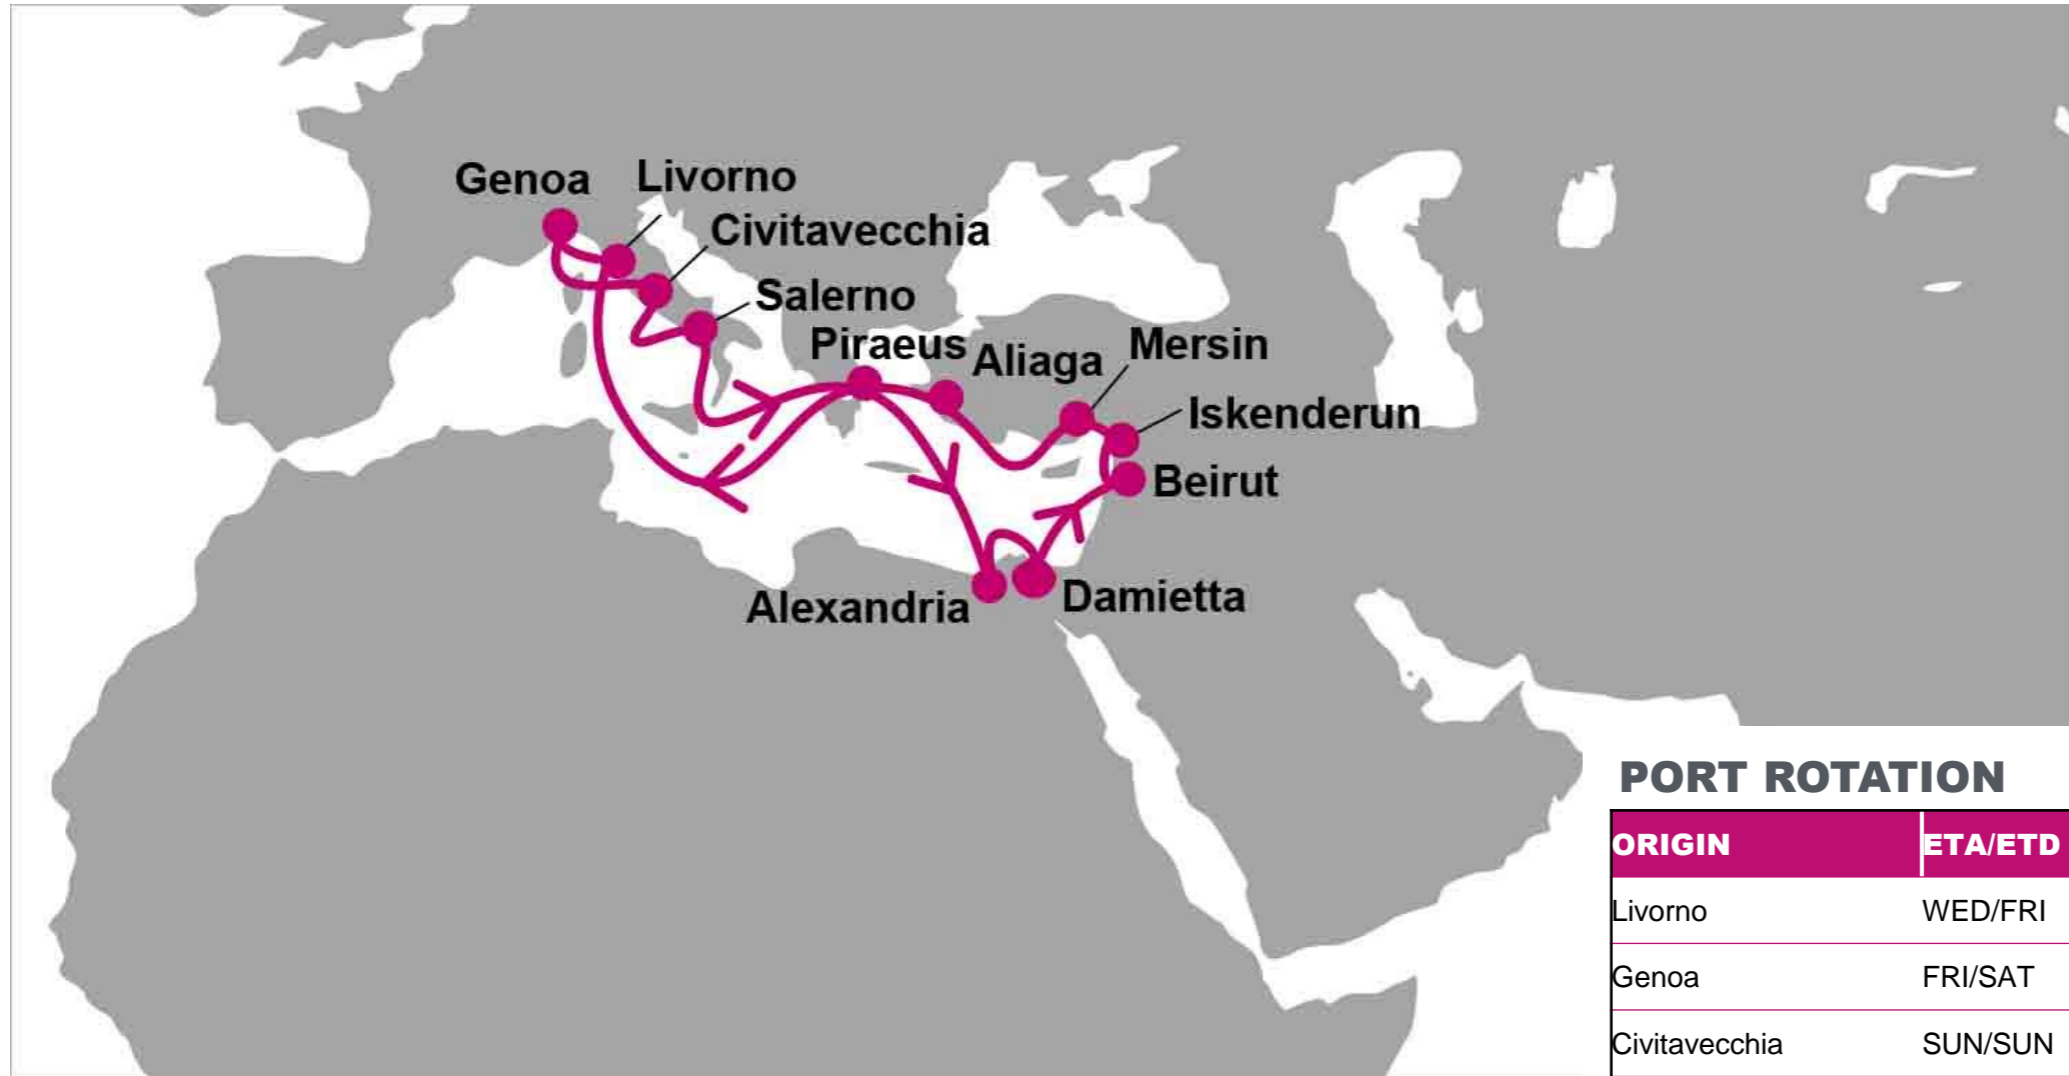 Genoa
Livorno
Civitavecchia
Salerno
Piraeus
Aliaga
Mersin
Iskenderun
Beirut
Alexandria
Damietta
PORT ROTATION
ORIGIN ETA/ETD
Livorno WED/FRI
Genoa FRI/SAT
Civitavecchia SUN/SUN